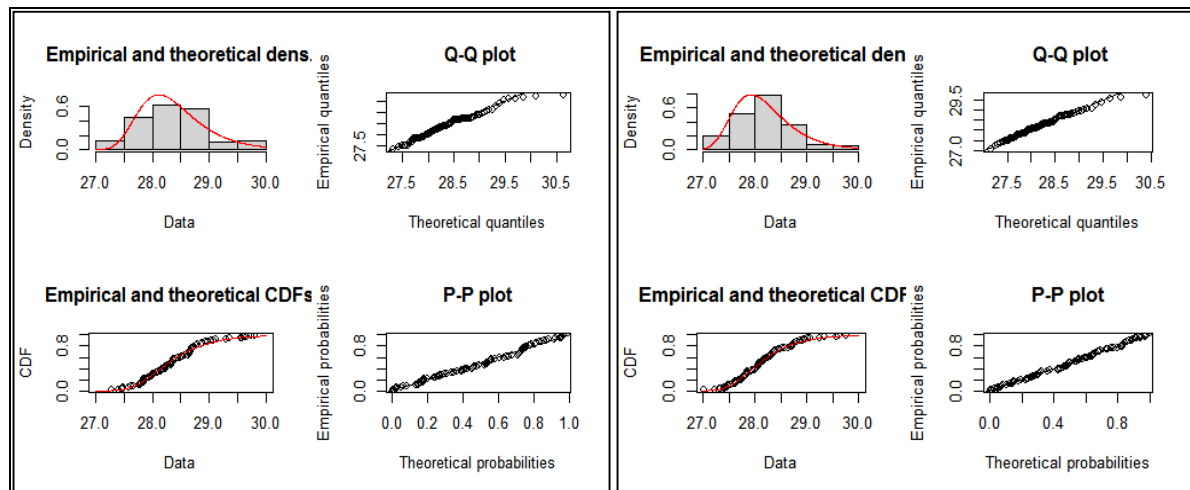 Empirical and theoretical dens.
Density
0.0 0.6
27.0 28.0 29.0 30.0
Data
Q-Q plot
Empirical quantiles
27.5
27.5 28.5 29.5 30.5
Theoretical quantiles
Empirical and theoretical CDFs
CDF
0.0 0.8
27.0 28.0 29.0 30.0
Data
P-P plot
Empirical probabilities
0.0 0.8
0.0 0.2 0.4 0.6 0.8 1.0
Theoretical probabilities
Empirical and theoretical den
Density
0.0 0.6
27.0 28.0 29.0 30.0
Data
Q-Q plot
Empirical quantiles
27.0 29.5
27.5 28.5 29.5 30.5
Theoretical quantiles
Empirical and theoretical CDF
CDF
0.0 0.8
27.0 28.0 29.0 30.0
Data
P-P plot
Empirical probabilities
0.0 0.8
0.0 0.4 0.8
Theoretical probabilities